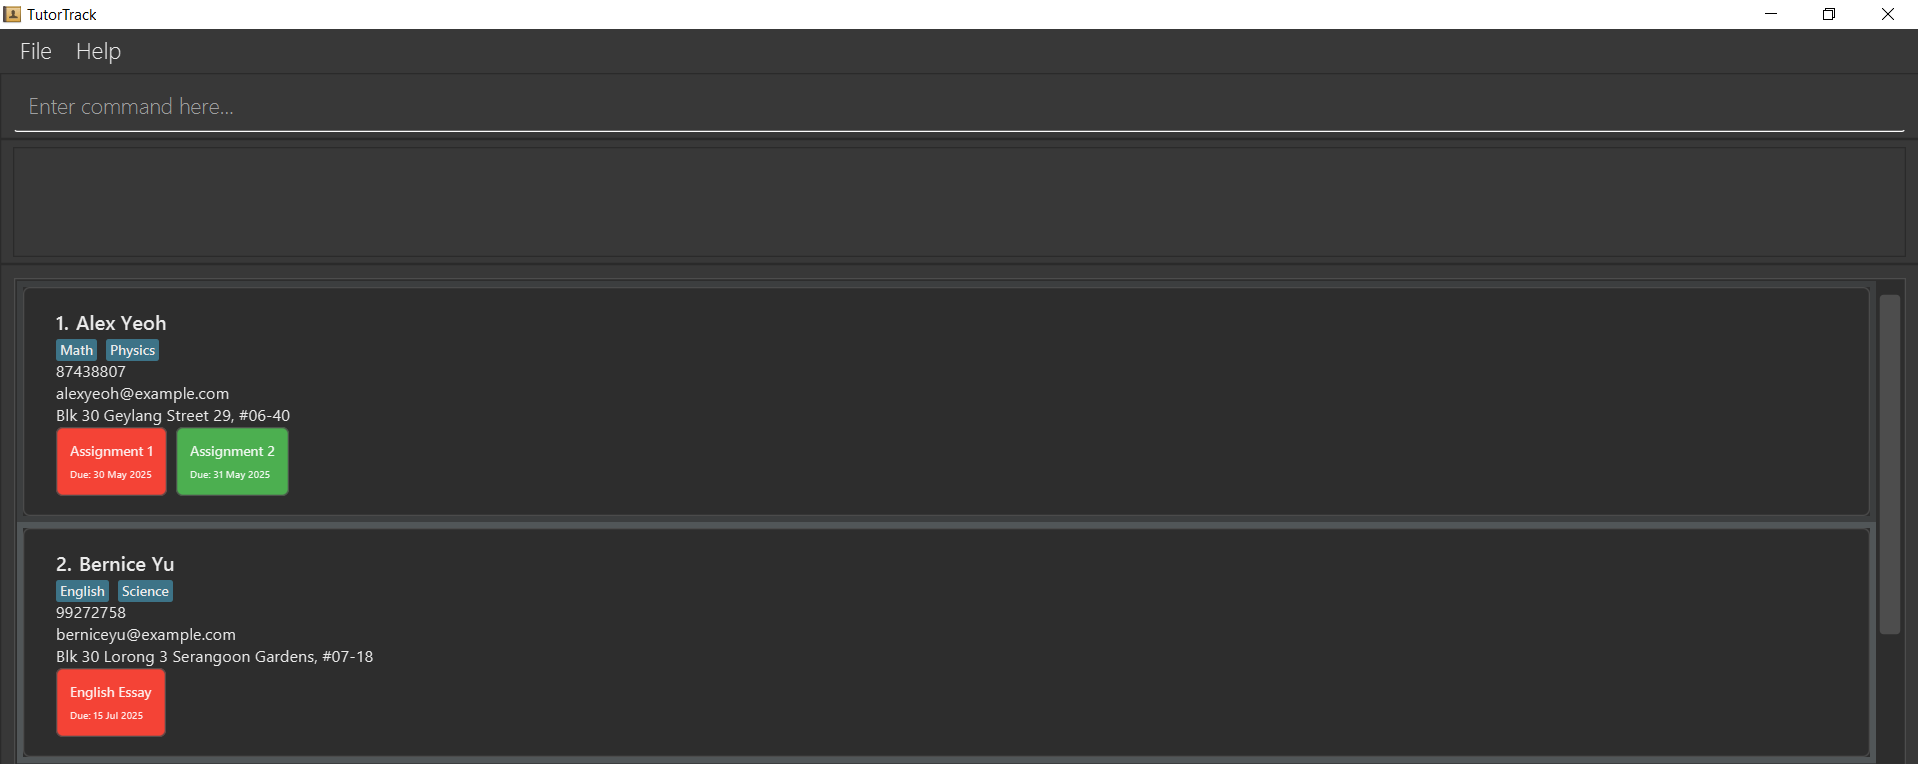 TutorTrack
File Help
Enter command here...
1. Alex Yeoh
Math Physics
87438807
alexyeoh@example.com
Blk 30 Geylang Street 29, #06-40
Assignment 1 Assignment 2
Due: 30 May 2025 Due: 31 May 2025
2. Bernice Yu
English Science
99272758
berniceyu@example.com
Blk 30 Lorong 3 Serangoon Gardens, #07-18
English Essay
Due: 15 Jul 2025